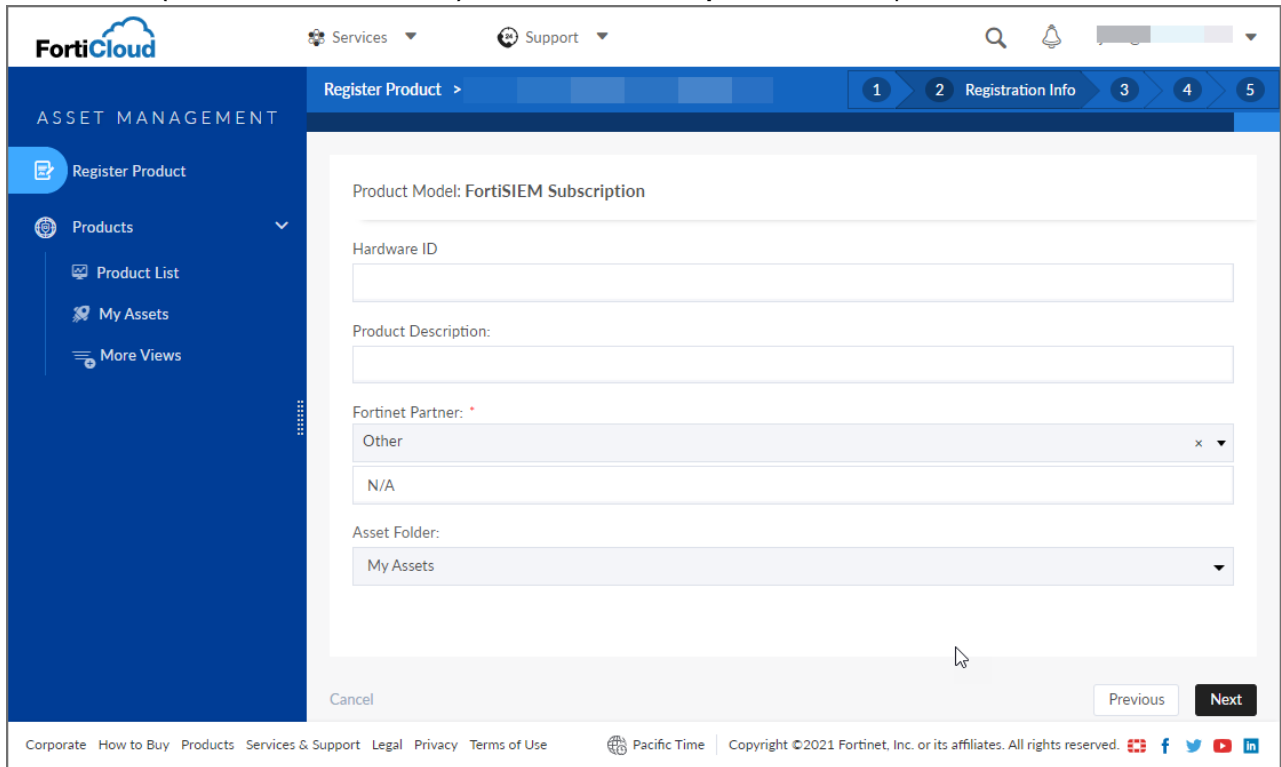 FortiCloud
Services
Support
Register Product >
1
2 Registration Info
3
4
5
ASSET MANAGEMENT
Register Product
Products
Product List
My Assets
More Views
Product Model: FortiSIEM Subscription
Hardware ID
Product Description:
Fortinet Partner: *
Other
N/A
Asset Folder:
My Assets
Cancel
Previous
Next
Corporate How to Buy Products Services & Support Legal Privacy Terms of Use Pacific Time Copyright ©2021 Fortinet, Inc. or its affiliates. All rights reserved.